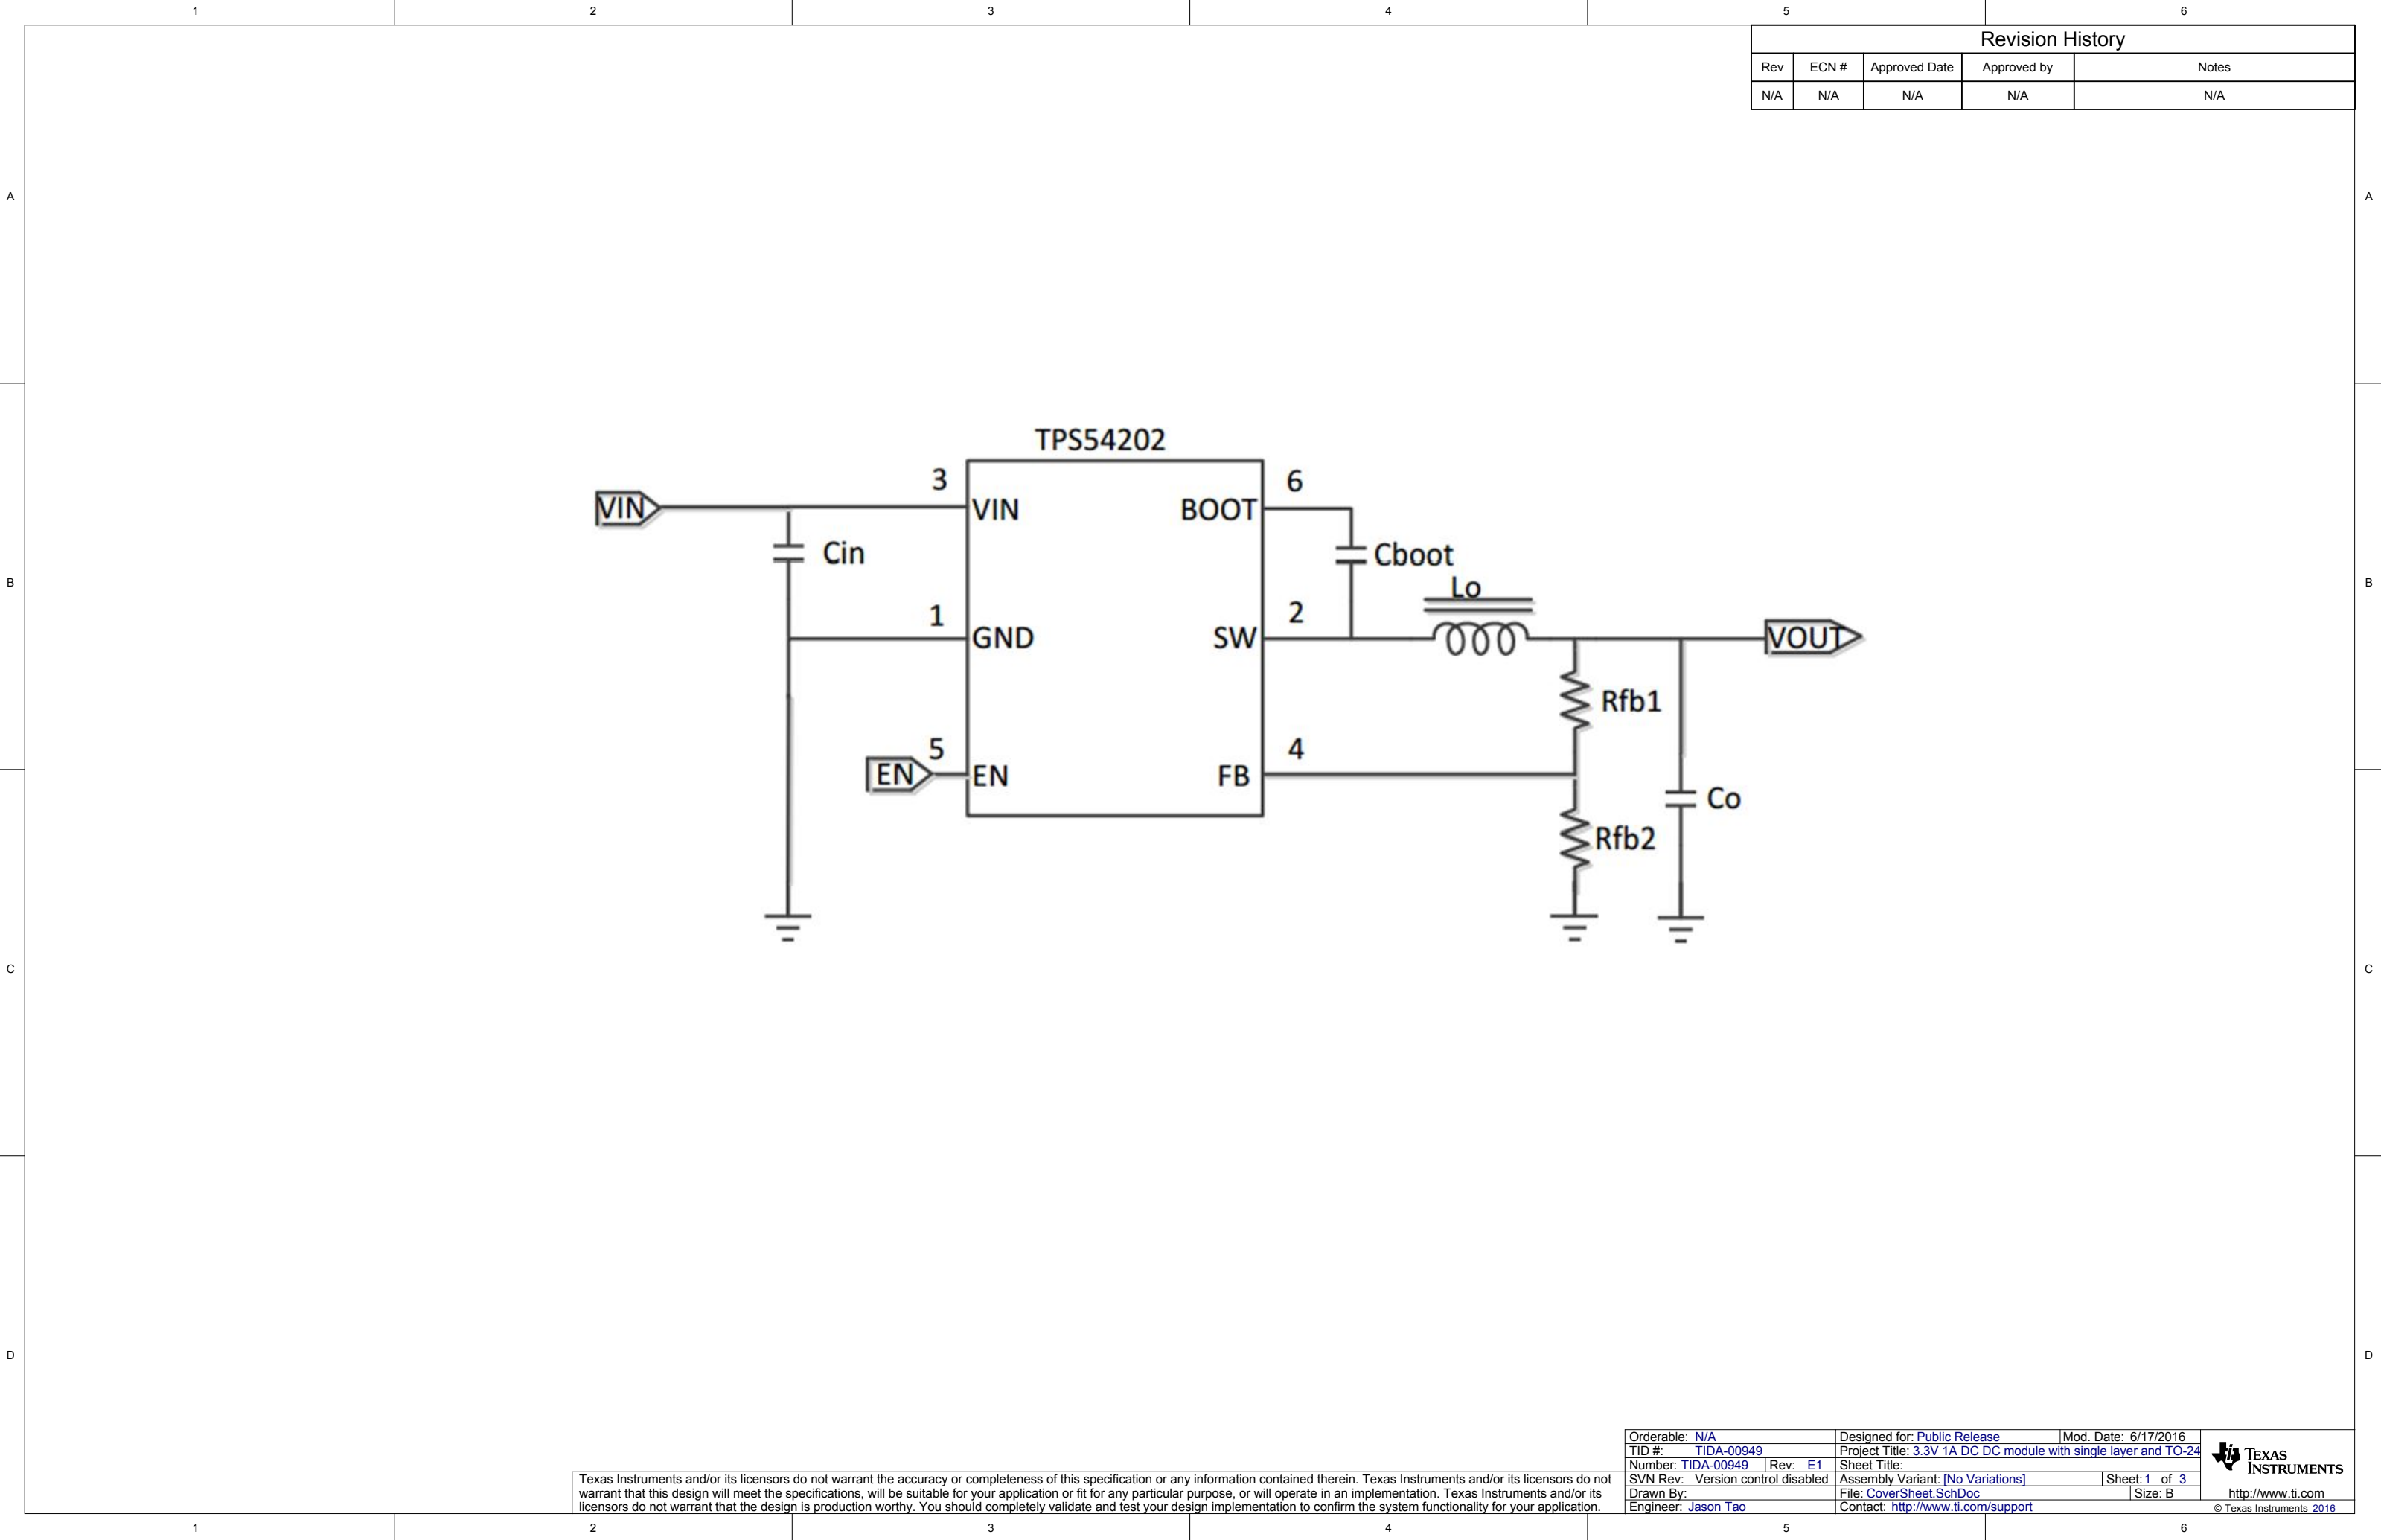 1 2 3 4 5 6
Revision History
Rev ECN # Approved Date Approved by Notes
N/A N/A N/A N/A N/A
A A
TPS54202
3 6
VIN VIN BOOT
Cin Cboot
Lo
1 2
GND SW VOUT
B B
Rfb1
5 4
EN EN FB
Co
Rfb2
C C
D D
Orderable: N/A Designed for: Public Release Mod. Date: 6/17/2016
TID #: TIDA-00949 Project Title: 3.3V 1A DC DC module with single layer and TO-24
Number: TIDA-00949 Rev: E1 Sheet Title:
SVN Rev: Version control disabled Assembly Variant: [No Variations] Sheet: 1 of 3
Drawn By: File: CoverSheet.SchDoc Size: B
Engineer: Jason Tao Contact: http://www.ti.com/support
TEXAS
INSTRUMENTS
http://www.ti.com
© Texas Instruments 2016
Texas Instruments and/or its licensors do not warrant the accuracy or completeness of this specification or any information contained therein. Texas Instruments and/or its licensors do not
warrant that this design will meet the specifications, will be suitable for your application or fit for any particular purpose, or will operate in an implementation. Texas Instruments and/or its
licensors do not warrant that the design is production worthy. You should completely validate and test your design implementation to confirm the system functionality for your application.
1 2 3 4 5 6